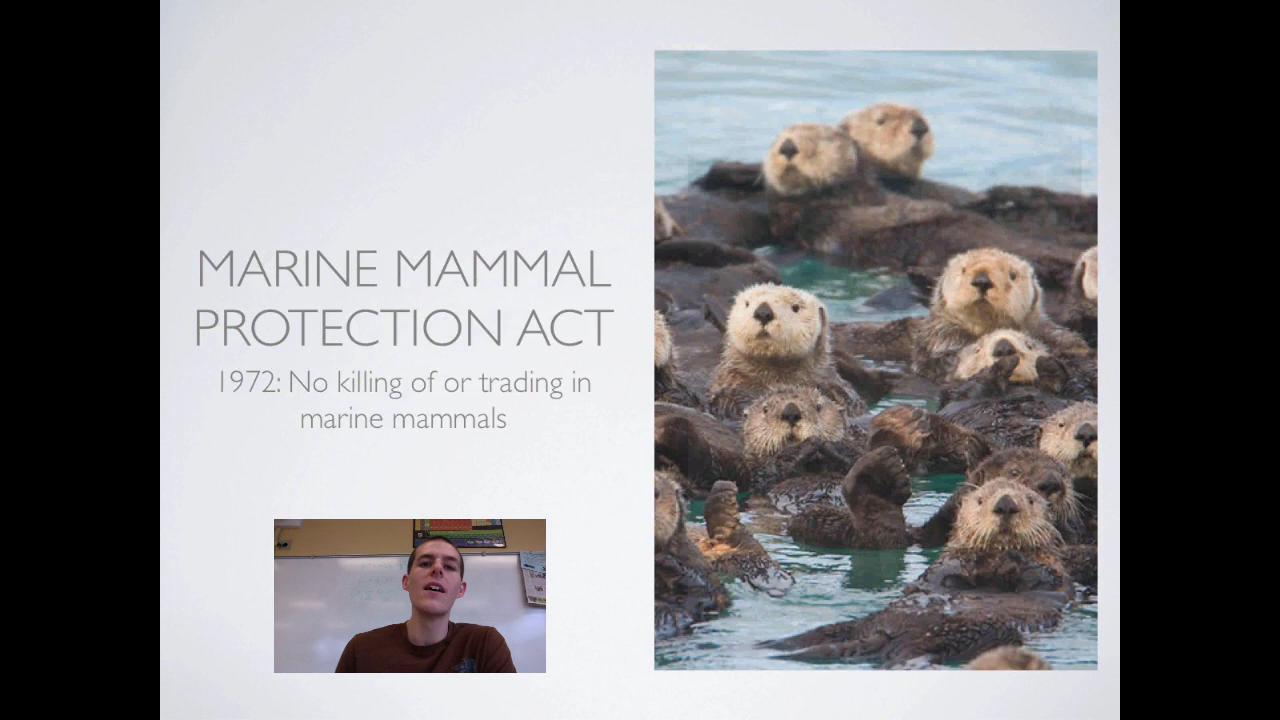 MARINE MAMMAL
PROTECTION ACT
1972: No killing of or trading in
marine mammals